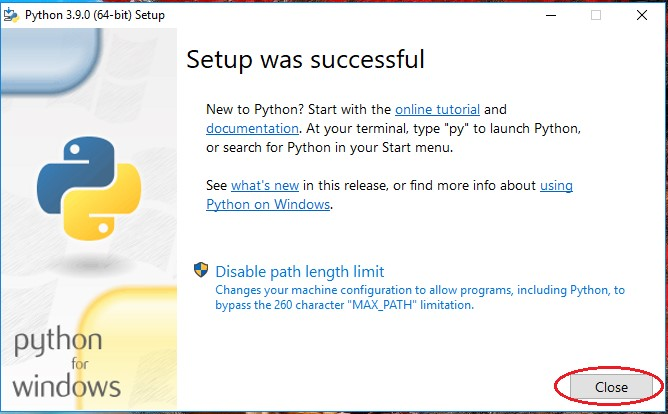 Python 3.9.0 (64-bit) Setup
Setup was successful
New to Python? Start with the online tutorial and
documentation. At your terminal, type "py" to launch Python,
or search for Python in your Start menu.
See what's new in this release, or find more info about using
Python on Windows.
Disable path length limit
Changes your machine configuration to allow programs, including Python, to
bypass the 260 character "MAX_PATH" limitation.
python
for
windows
Close